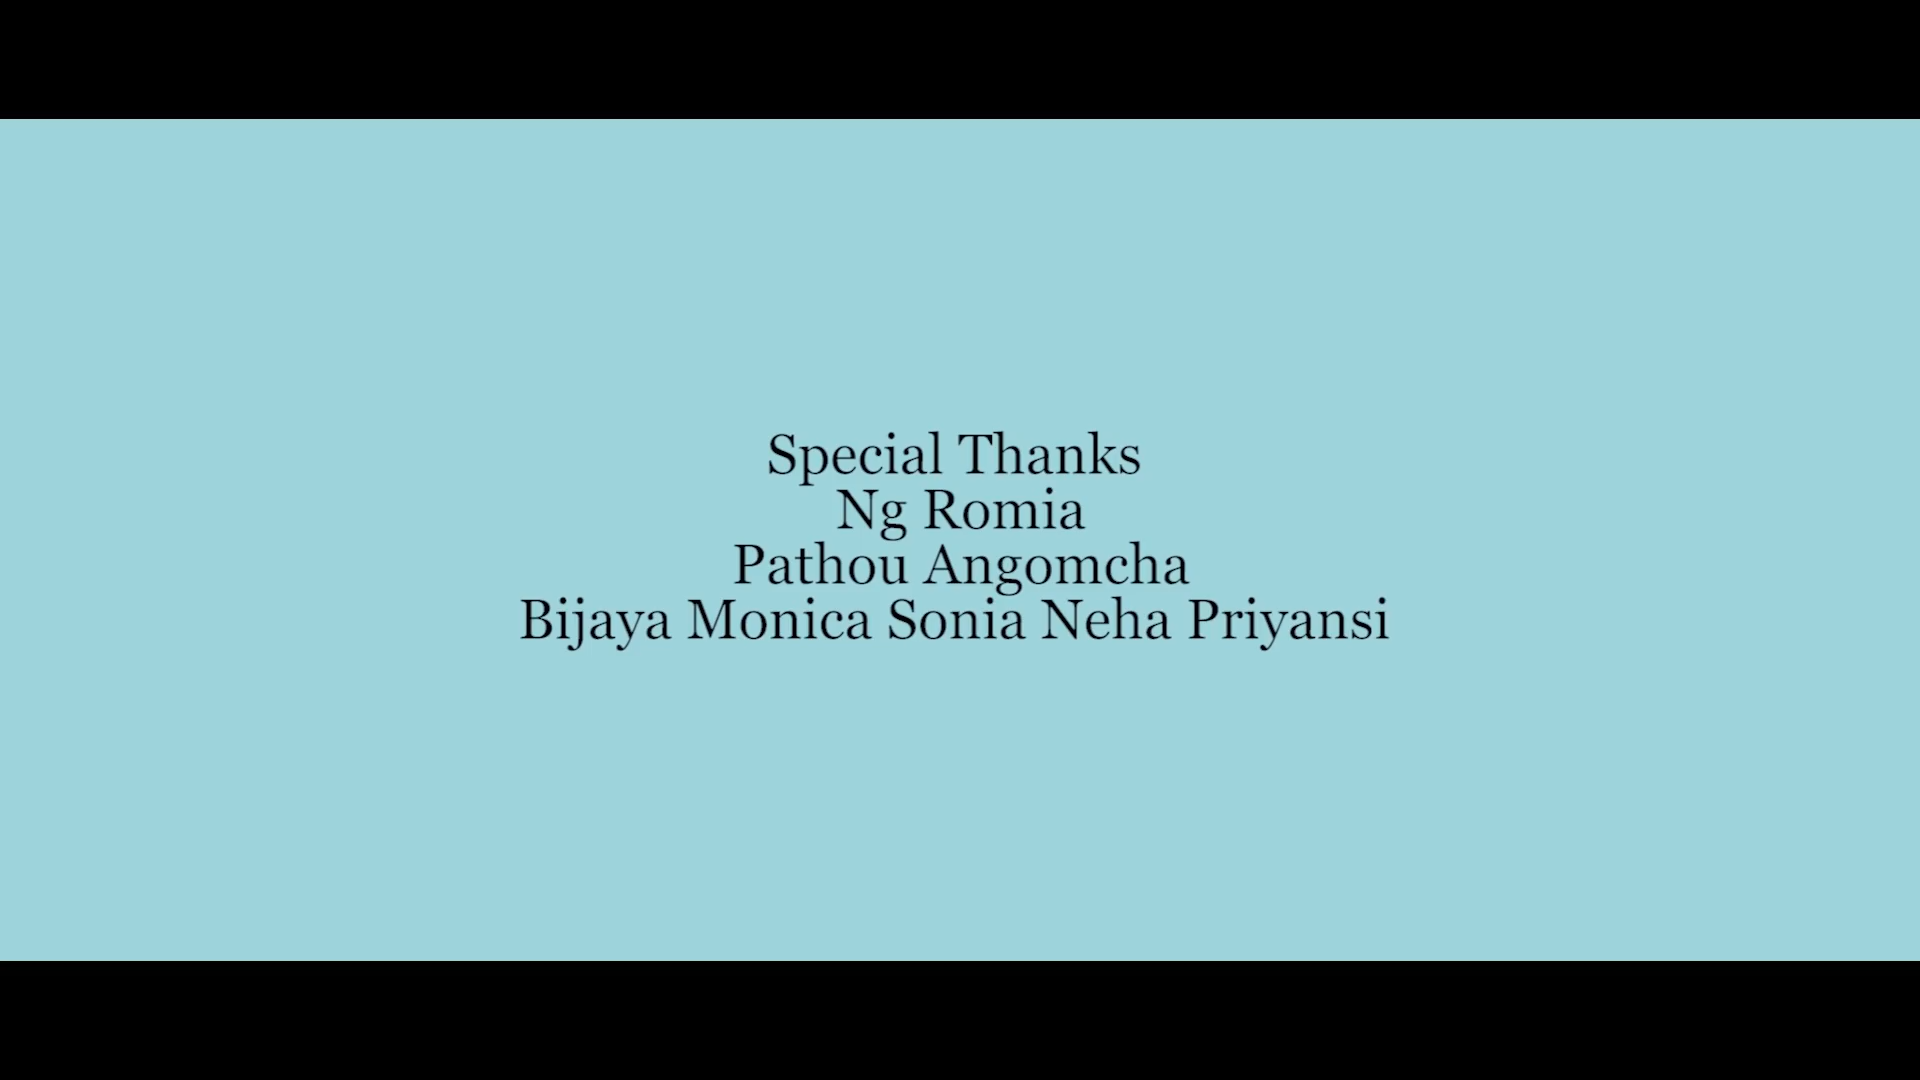 Special Thanks
Ng Romia
Pathou Angomcha
Bijaya Monica Sonia Neha Priyansi